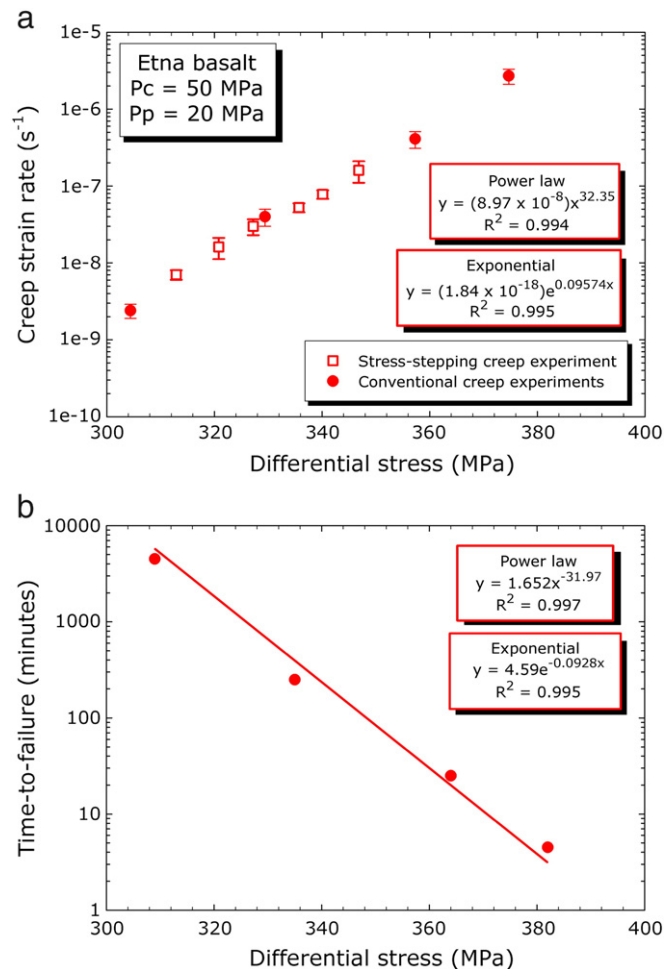 a
1e-5
1e-6
1e-7
1e-8
1e-9
1e-10
Creep strain rate (s⁻¹)
Etna basalt
Pc = 50 MPa
Pp = 20 MPa
Power law
y = (8.97 x 10⁻⁸)x³²·³⁵
R² = 0.994
Exponential
y = (1.84 x 10⁻¹⁸)e⁰·⁰⁹⁵⁷⁴ˣ
R² = 0.995
Stress-stepping creep experiment
Conventional creep experiments
300 320 340 360 380 400
Differential stress (MPa)
b
10000
1000
100
10
1
Time-to-failure (minutes)
Power law
y = 1.652x⁻³¹·⁹⁷
R² = 0.997
Exponential
y = 4.59e⁻⁰·⁰⁹²⁸ˣ
R² = 0.995
300 320 340 360 380 400
Differential stress (MPa)